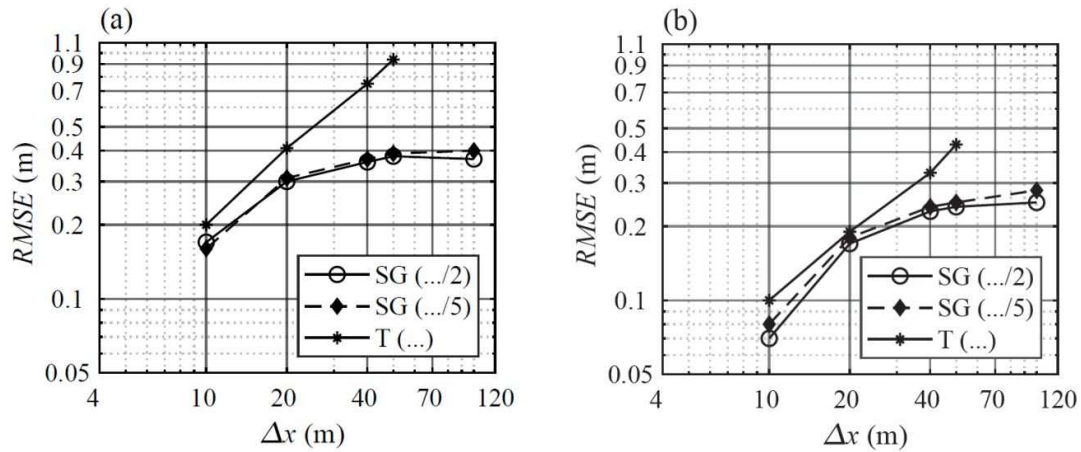 (a)
RMSE (m)
1.1
0.9
0.7
0.5
0.4
0.3
0.2
0.1
0.05
SG (.../2)
SG (.../5)
T (...)
4 10 20 40 70 120
Δx (m)
(b)
RMSE (m)
1.1
0.9
0.7
0.5
0.4
0.3
0.2
0.1
0.05
SG (.../2)
SG (.../5)
T (...)
4 10 20 40 70 120
Δx (m)